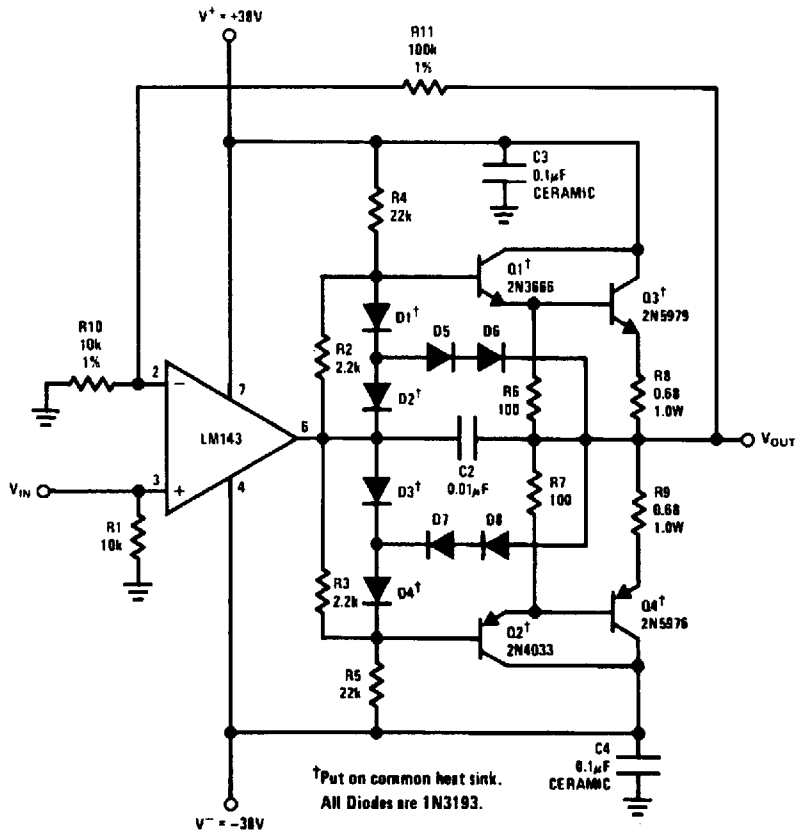 V+ = +38V
R11
100k
1%
R4
22k
C3
0.1µF
CERAMIC
Q1†
2N3666
Q3†
2N5979
D1†
D5
D6
R10
10k
1%
R2
2.2k
R6
100
R8
0.68
1.0W
2
−
7
D2†
LM143
6
VOUT
VIN
3
+
4
C2
0.01µF
R7
100
R9
0.68
1.0W
D3†
R1
10k
D7
D8
R3
2.2k
D4†
Q4†
2N5976
Q2†
2N4033
R5
22k
C4
0.1µF
CERAMIC
†Put on common heat sink.
All Diodes are 1N3193.
V− = −38V